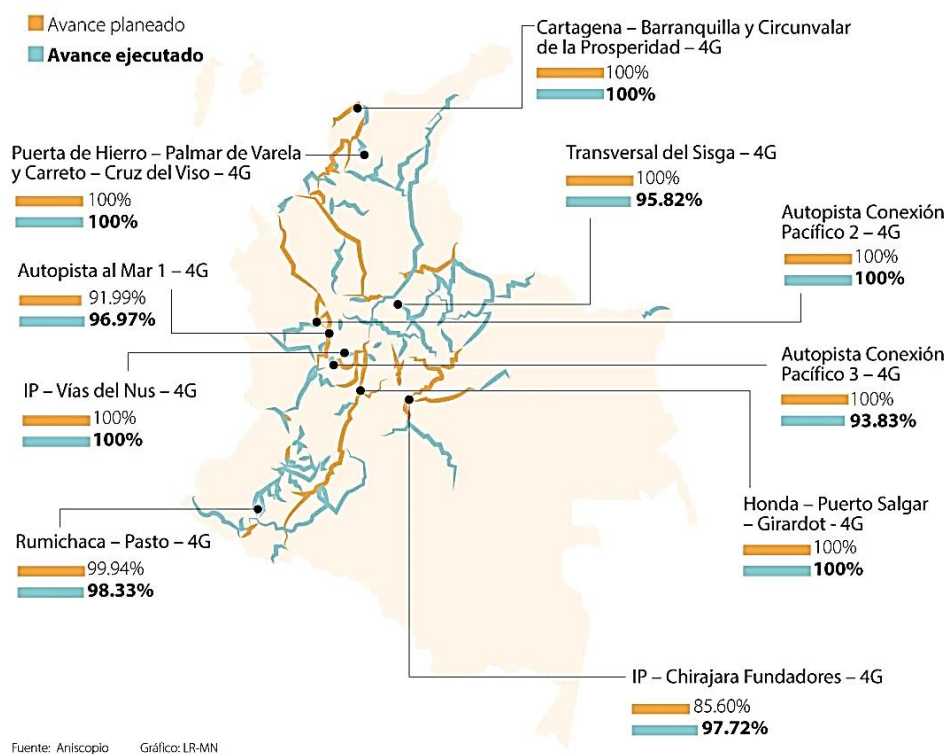 Avance planeado
Avance ejecutado
Cartagena – Barranquilla y Circunvalar
de la Prosperidad – 4G
100%
100%
Puerta de Hierro – Palmar de Varela
y Carreto – Cruz del Viso – 4G
100%
100%
Transversal del Sisga – 4G
100%
95.82%
Autopista Conexión
Pacífico 2 – 4G
100%
100%
Autopista al Mar 1 – 4G
91.99%
96.97%
Autopista Conexión
Pacífico 3 – 4G
100%
93.83%
IP – Vías del Nus – 4G
100%
100%
Honda – Puerto Salgar
– Girardot - 4G
100%
100%
Rumichaca – Pasto – 4G
99.94%
98.33%
IP – Chirajara Fundadores – 4G
85.60%
97.72%
Fuente: Aniscopio Gráfico: LR-MN